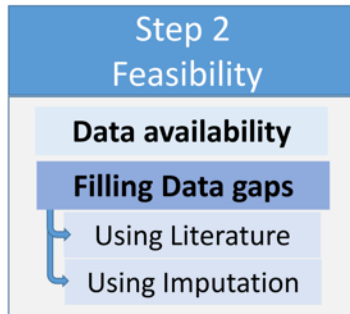 Step 2
Feasibility
Data availability
Filling Data gaps
Using Literature
Using Imputation